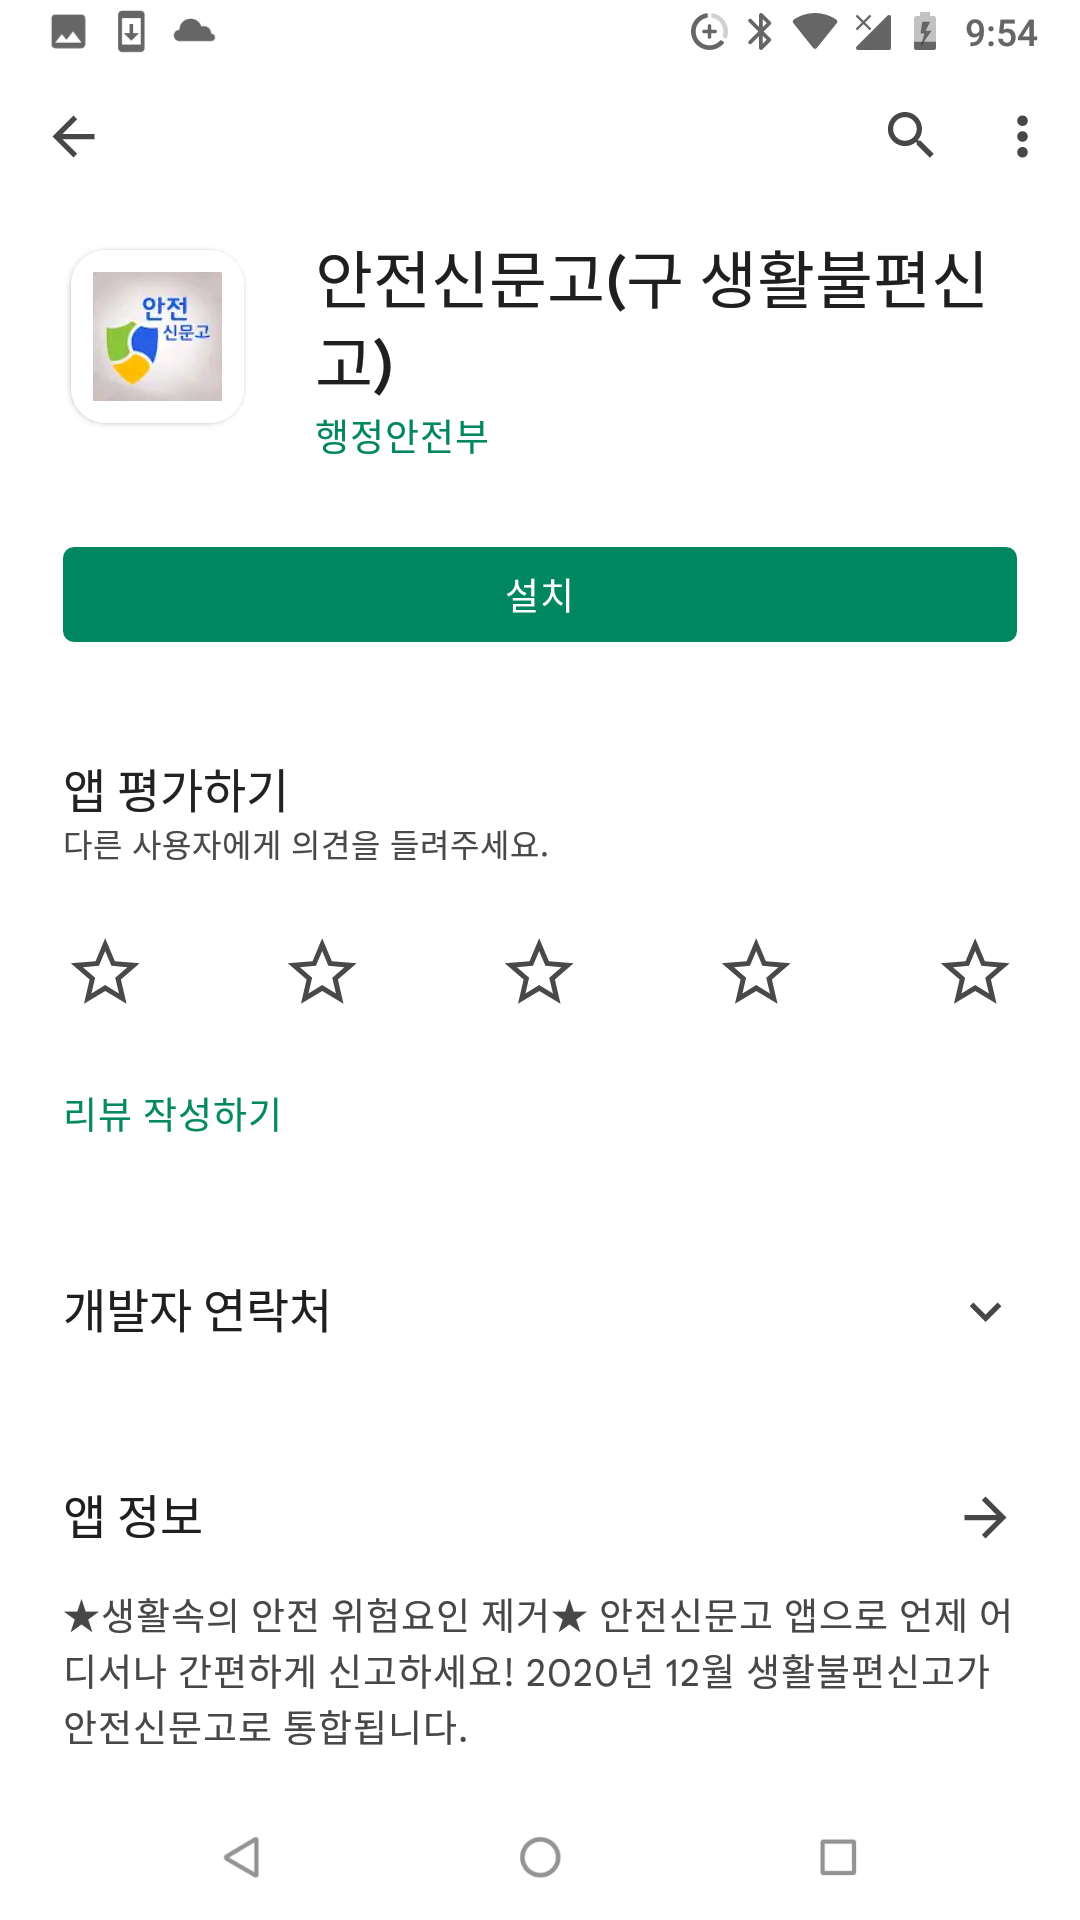 9:54
안전신문고(구 생활불편신
고)
안전
신문고
행정안전부
설치
앱 평가하기
다른 사용자에게 의견을 들려주세요.
리뷰 작성하기
개발자 연락처
앱 정보
★생활속의 안전 위험요인 제거★ 안전신문고 앱으로 언제 어
디서나 간편하게 신고하세요! 2020년 12월 생활불편신고가
안전신문고로 통합됩니다.